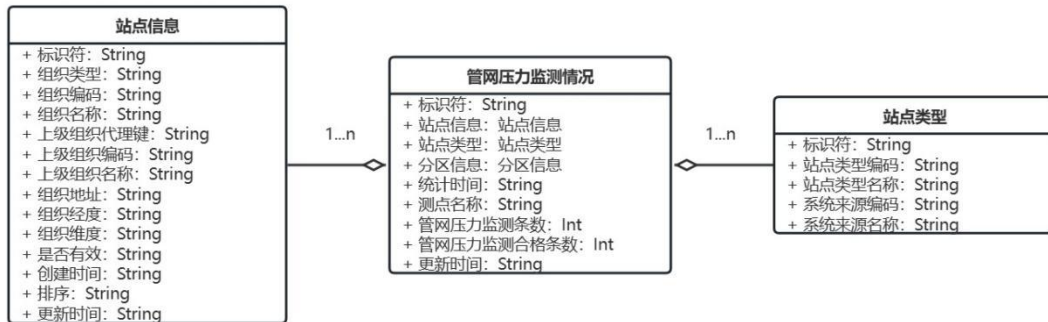 站点信息
+ 标识符：String
+ 组织类型：String
+ 组织编码：String
+ 组织名称：String
+ 上级组织代理键：String
+ 上级组织编码：String
+ 上级组织名称：String
+ 组织地址：String
+ 组织经度：String
+ 组织维度：String
+ 是否有效：String
+ 创建时间：String
+ 排序：String
+ 更新时间：String
1...n
管网压力监测情况
+ 标识符：String
+ 站点信息：站点信息
+ 站点类型：站点类型
+ 分区信息：分区信息
+ 统计时间：String
+ 测点名称：String
+ 管网压力监测条数：Int
+ 管网压力监测合格条数：Int
+ 更新时间：String
1...n
站点类型
+ 标识符：String
+ 站点类型编码：String
+ 站点类型名称：String
+ 系统来源编码：String
+ 系统来源名称：String